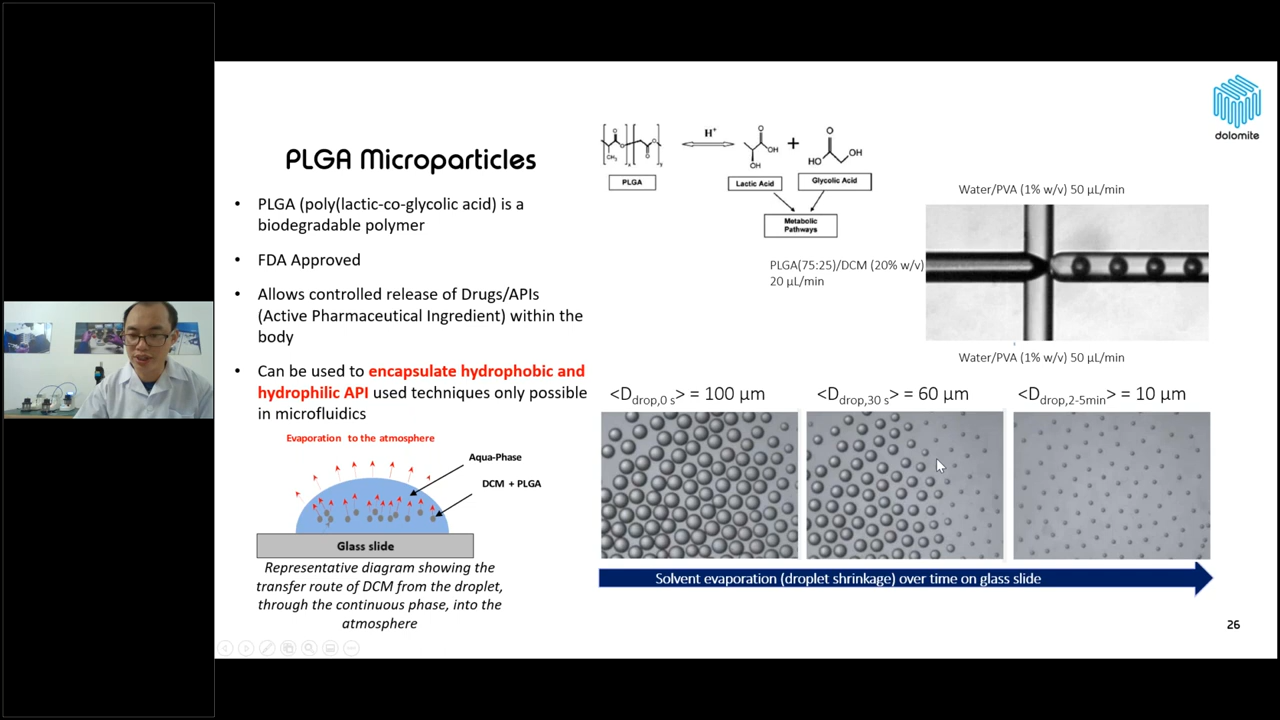 dolomite
PLGA Microparticles
• PLGA (poly(lactic-co-glycolic acid) is a
biodegradable polymer
• FDA Approved
• Allows controlled release of Drugs/APIs
(Active Pharmaceutical Ingredient) within the
body
• Can be used to encapsulate hydrophobic and
hydrophilic API used techniques only possible
in microfluidics
Evaporation to the atmosphere
Aqua-Phase
DCM + PLGA
Glass slide
Representative diagram showing the
transfer route of DCM from the droplet,
through the continuous phase, into the
atmosphere
O
O
O
O
CH₃
x
y
H⁺
O
OH
OH
+
O
HO
OH
PLGA
Lactic Acid
Glycolic Acid
Metabolic
Pathways
Water/PVA (1% w/v) 50 µL/min
PLGA(75:25)/DCM (20% w/v)
20 µL/min
Water/PVA (1% w/v) 50 µL/min
<Ddrop,0 s> = 100 µm
<Ddrop,30 s> = 60 µm
<Ddrop,2-5min> = 10 µm
Solvent evaporation (droplet shrinkage) over time on glass slide
26